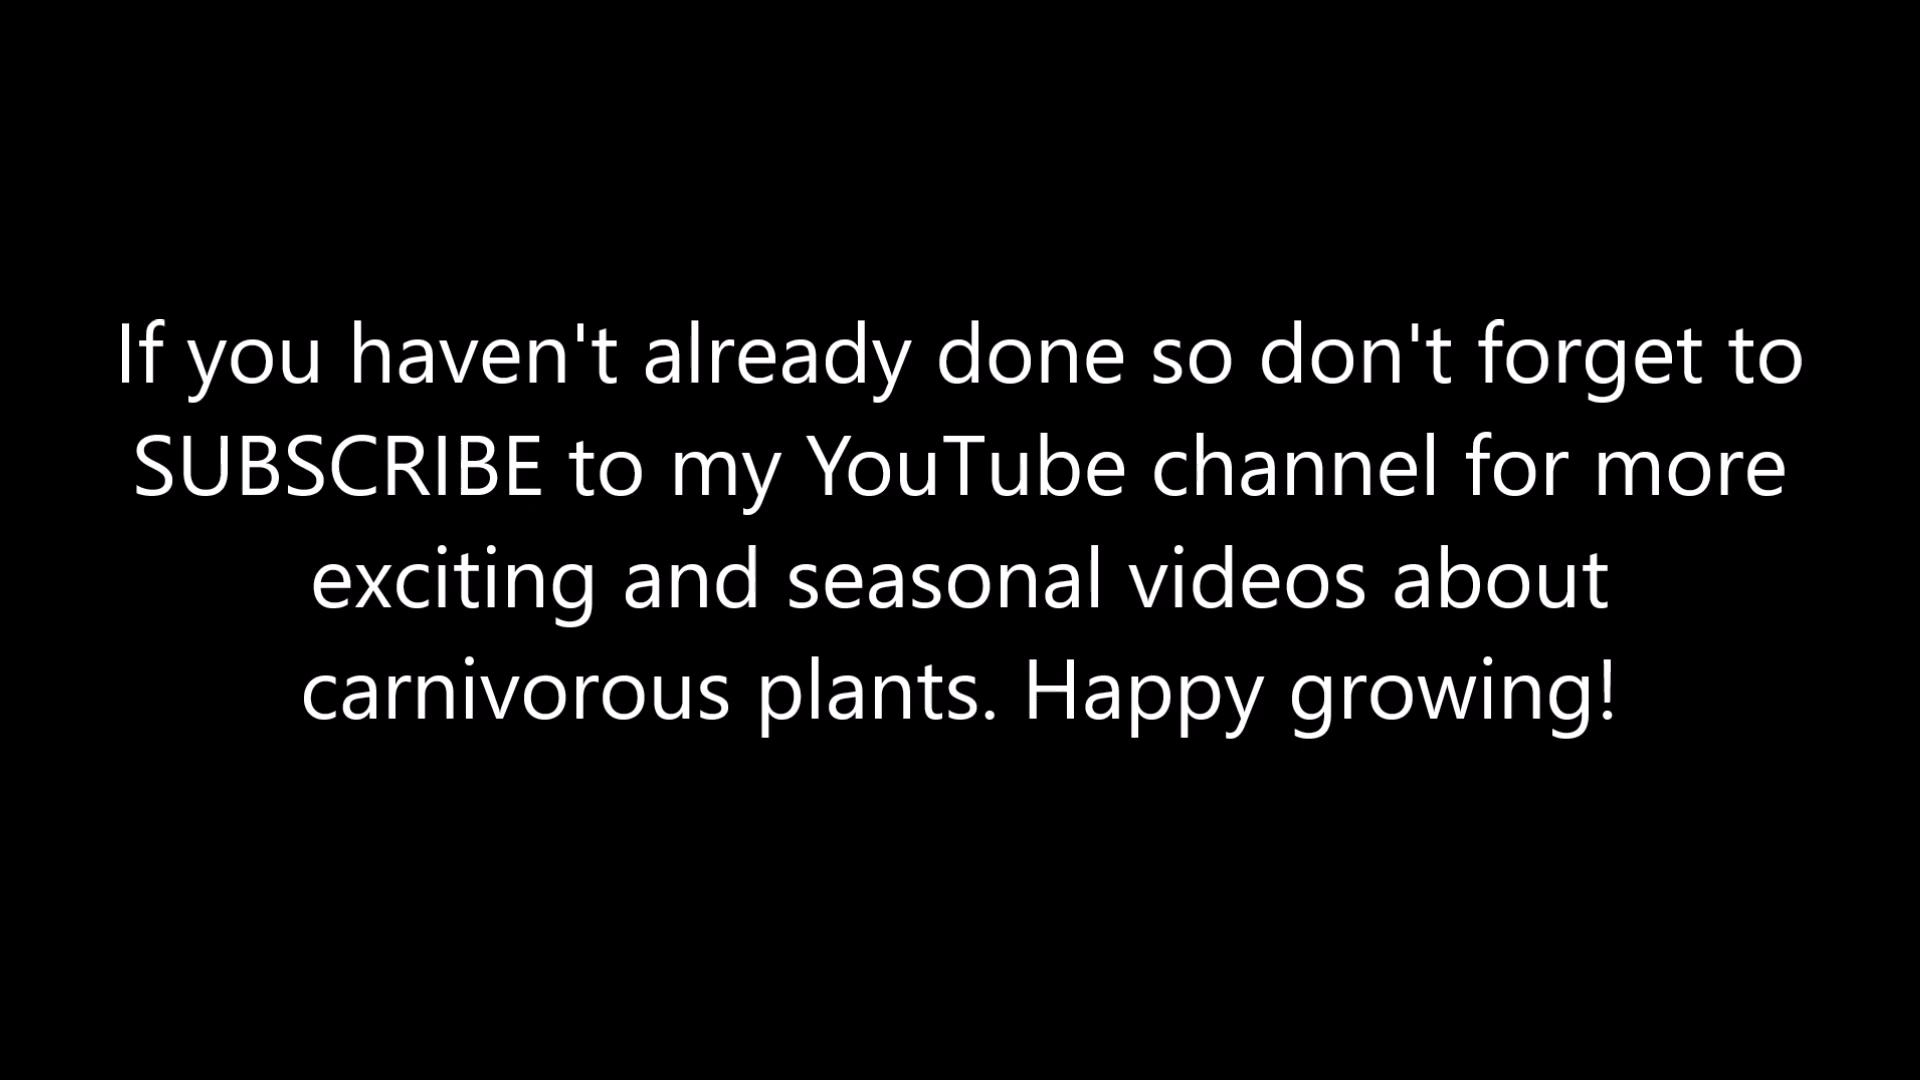 If you haven't already done so don't forget to
SUBSCRIBE to my YouTube channel for more
exciting and seasonal videos about
carnivorous plants. Happy growing!